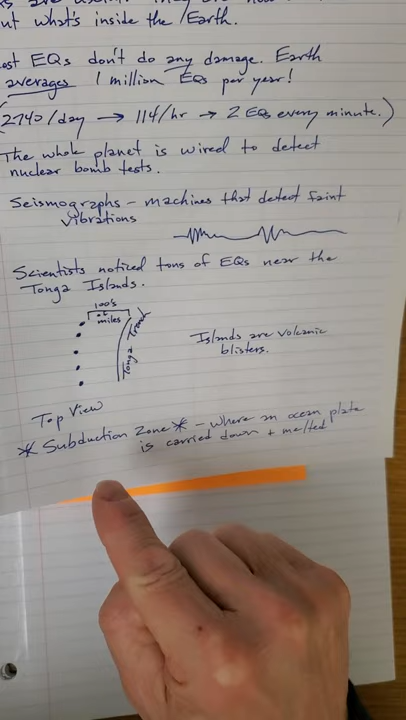 but what's inside the Earth.
EQs don't do any damage. Earth
averages 1 million EQs per year!
(2740/day → 114/hr → 2 EQs every minute.)
The whole planet is wired to detect
nuclear bomb tests.
Seismographs - machines that detect faint
vibrations
Scientists noticed tons of EQs near the
Tonga Islands.
100's
of
miles
Tonga
Islands are volcanic
blisters.
Top View
* Subduction Zone * - where an ocean plate
is carried down + melted